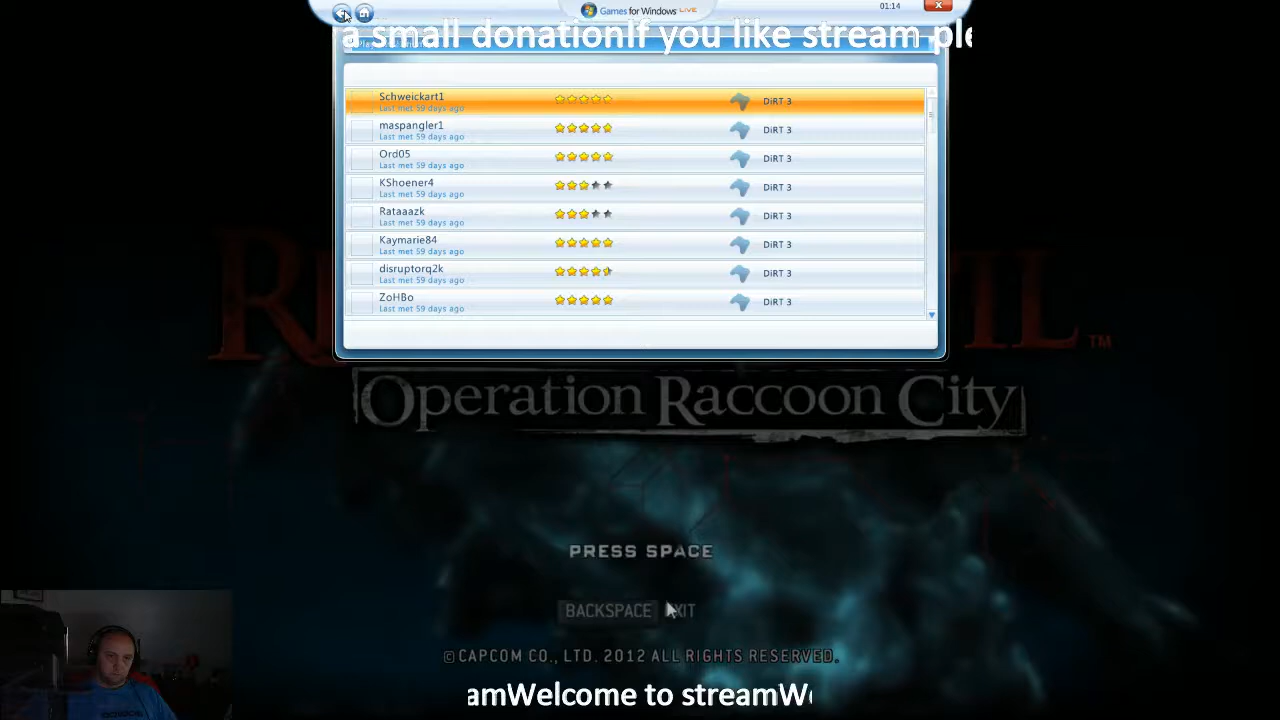 Games for Windows LIVE
01:14
a small donationIf you like stream ple
Schweickart1
Last met 59 days ago
DiRT 3
maspangler1
Last met 59 days ago
DiRT 3
Ord05
Last met 59 days ago
DiRT 3
KShoener4
Last met 59 days ago
DiRT 3
Rataaazk
Last met 59 days ago
DiRT 3
Kaymarie84
Last met 59 days ago
DiRT 3
disruptorq2k
Last met 59 days ago
DiRT 3
ZoHBo
Last met 59 days ago
DiRT 3
Operation Raccoon City
PRESS SPACE
BACKSPACE
©CAPCOM CO., LTD. 2012 ALL RIGHTS RESERVED.
amWelcome to streamWe